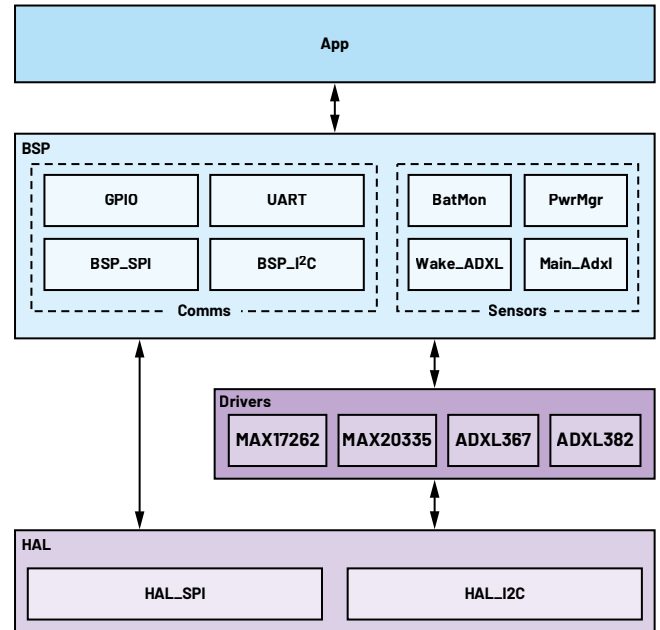 App
BSP
GPIO
UART
BatMon
PwrMgr
BSP_SPI
BSP_I²C
Wake_ADXL
Main_Adxl
Comms
Sensors
Drivers
MAX17262
MAX20335
ADXL367
ADXL382
HAL
HAL_SPI
HAL_I2C